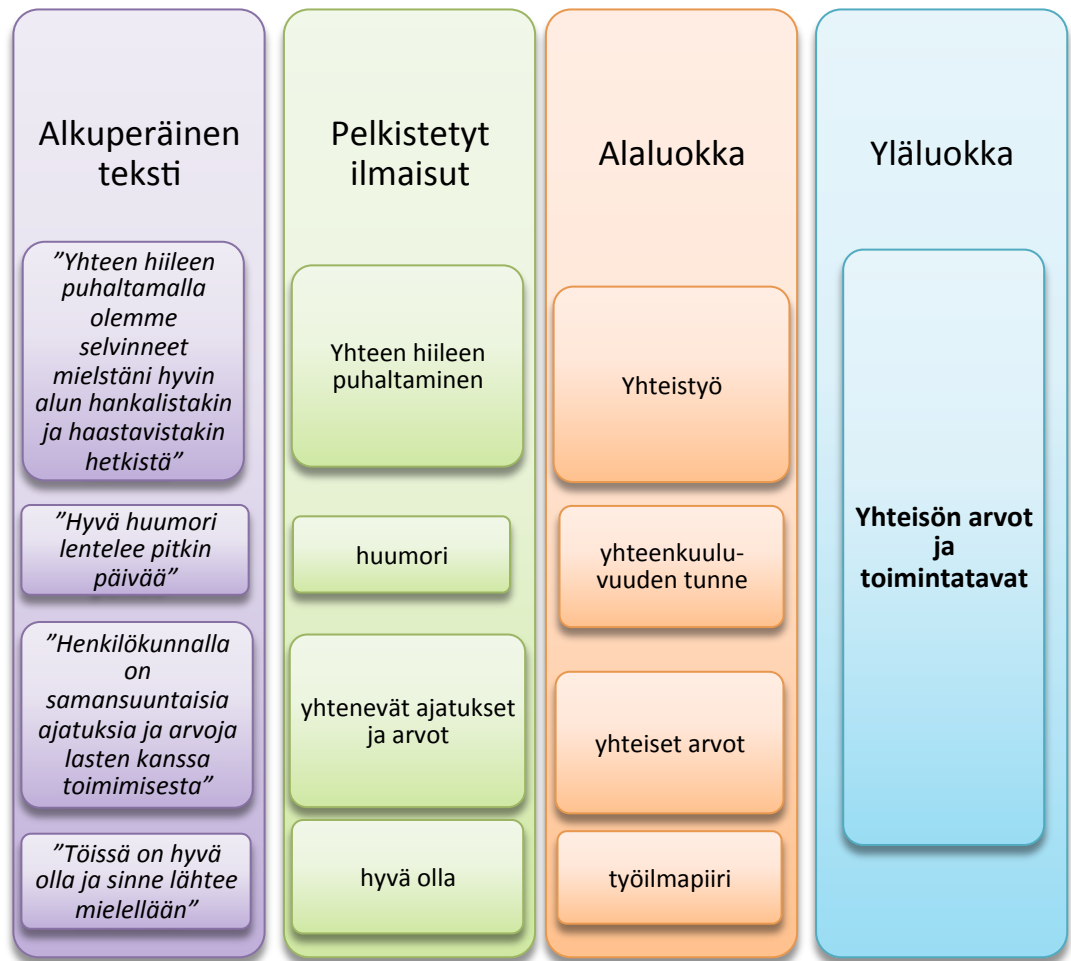 Alkuperäinen
teksti
”Yhteen hiileen
puhaltamalla
olemme
selvinneet
mielstäni hyvin
alun hankalistakin
ja haastavistakin
hetkistä”
”Hyvä huumori
lentelee pitkin
päivää”
”Henkilökunnalla
on
samansuuntaisia
ajatuksia ja arvoja
lasten kanssa
toimimisesta”
”Töissä on hyvä
olla ja sinne lähtee
mielellään”
Pelkistetyt
ilmaisut
Yhteen hiileen
puhaltaminen
huumori
yhtenevät ajatukset
ja arvot
hyvä olla
Alaluokka
Yhteistyö
yhteenkuulu-
vuuden tunne
yhteiset arvot
työilmapiiri
Yläluokka
Yhteisön arvot
ja
toimintatavat